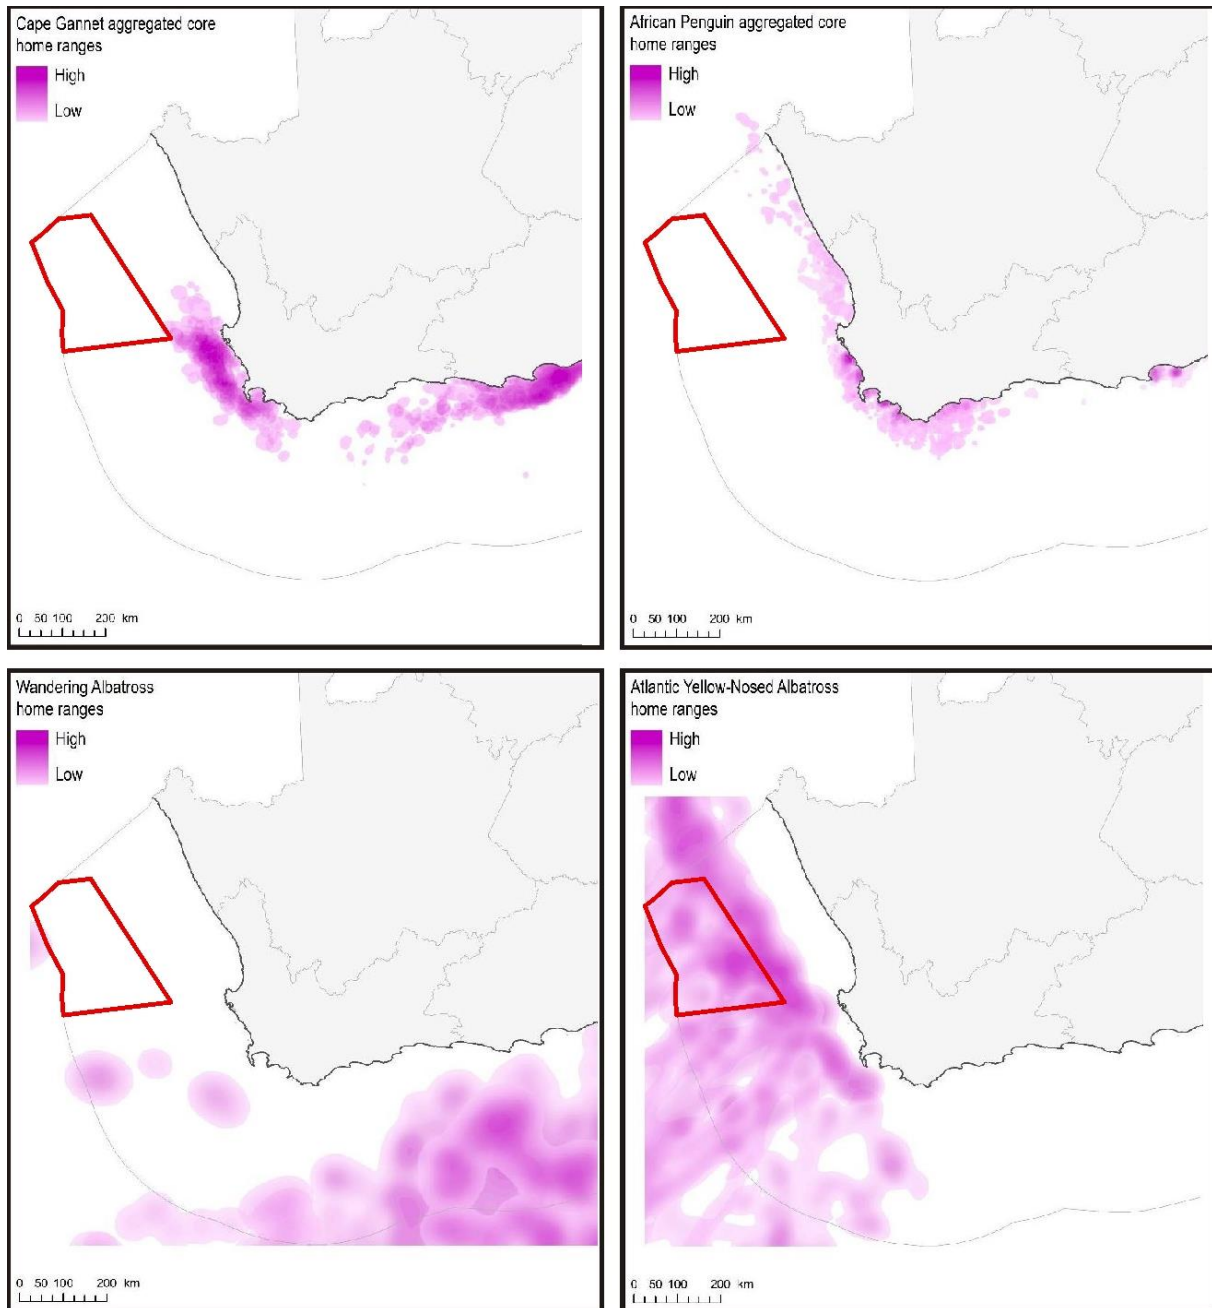 Cape Gannet aggregated core
home ranges
High
Low
0 50 100 200 km
African Penguin aggregated core
home ranges
High
Low
0 50 100 200 km
Wandering Albatross
home ranges
High
Low
0 50 100 200 km
Atlantic Yellow-Nosed Albatross
home ranges
High
Low
0 50 100 200 km